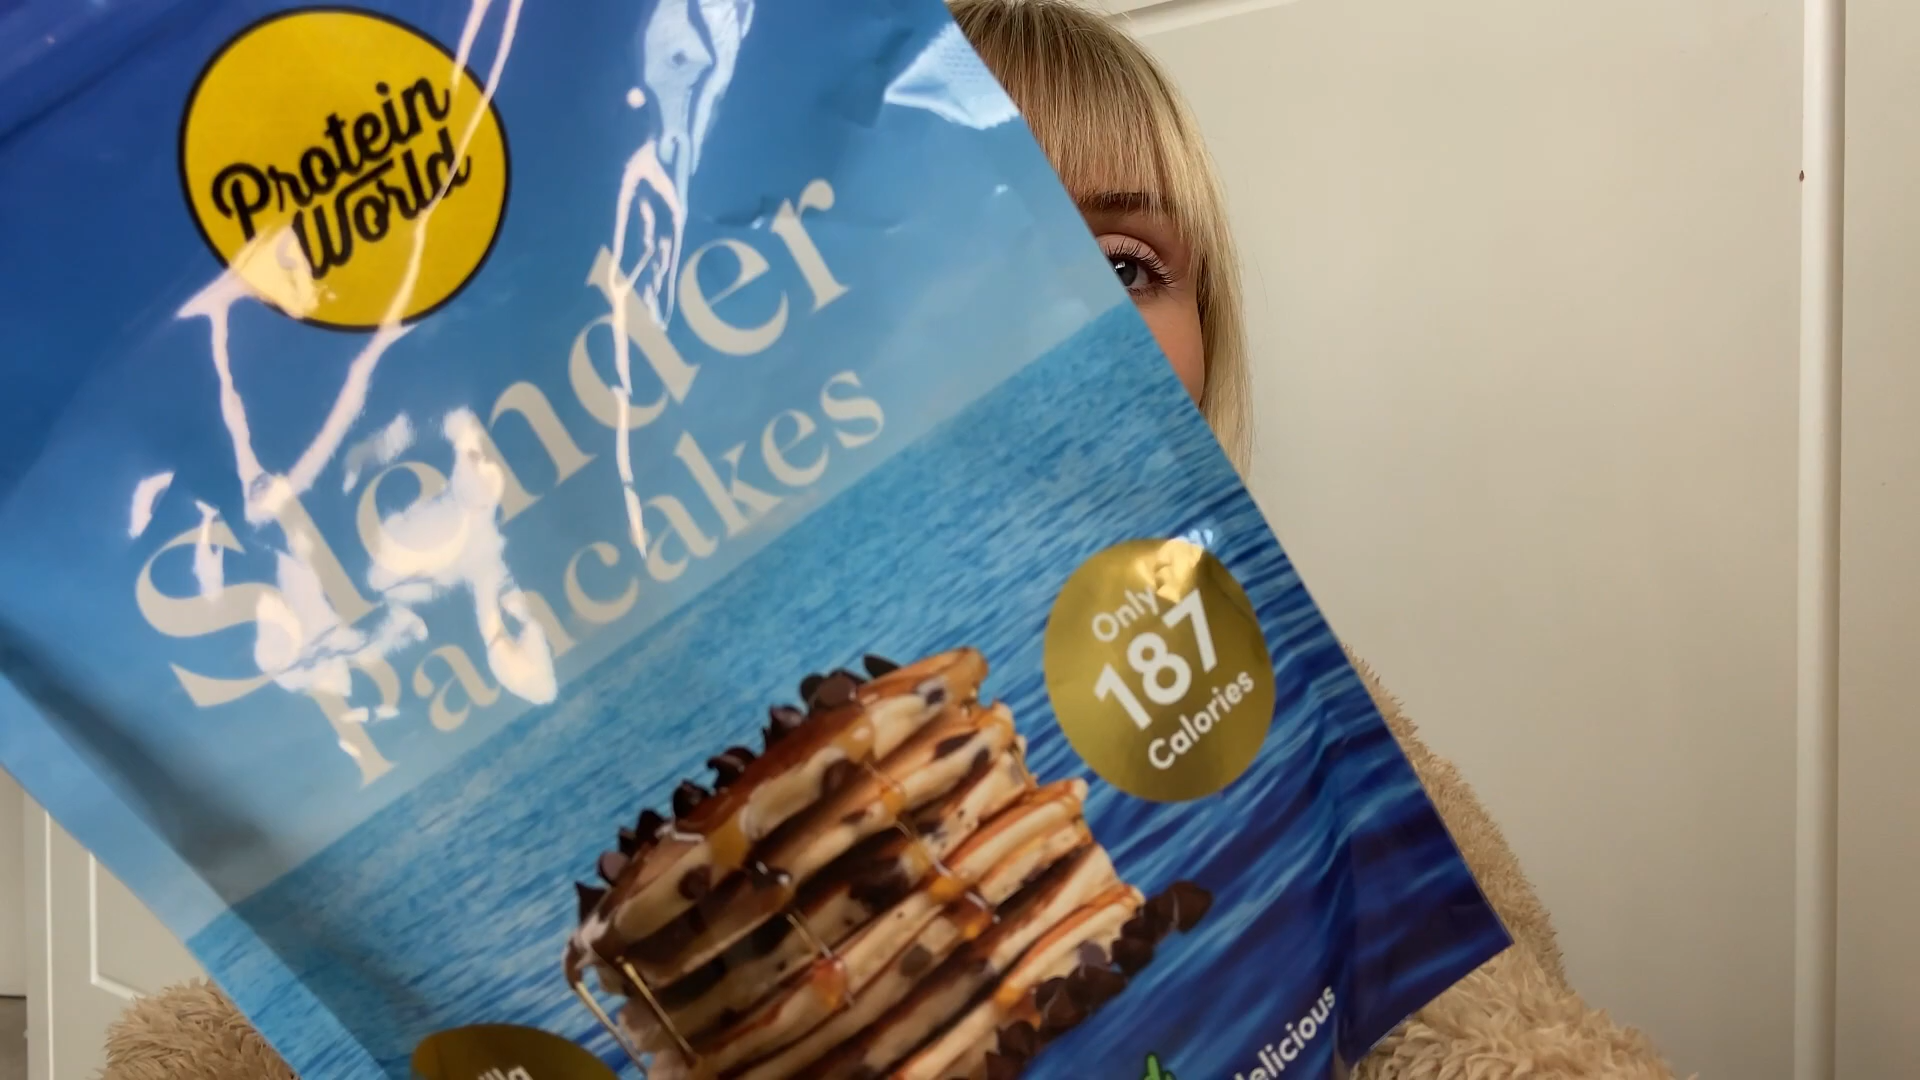 Protein
World
Slender
Pancakes
Only
187
Calories
delicious